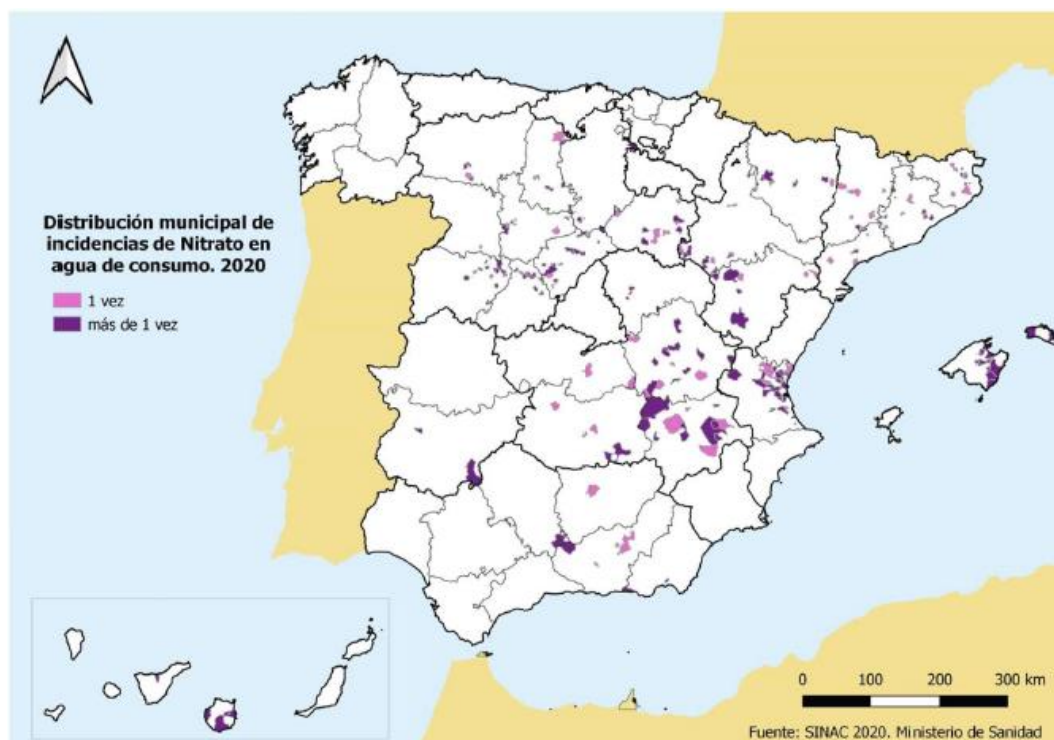 Distribución municipal de
incidencias de Nitrato en
agua de consumo. 2020
1 vez
más de 1 vez
0 100 200 300 km
Fuente: SINAC 2020. Ministerio de Sanidad